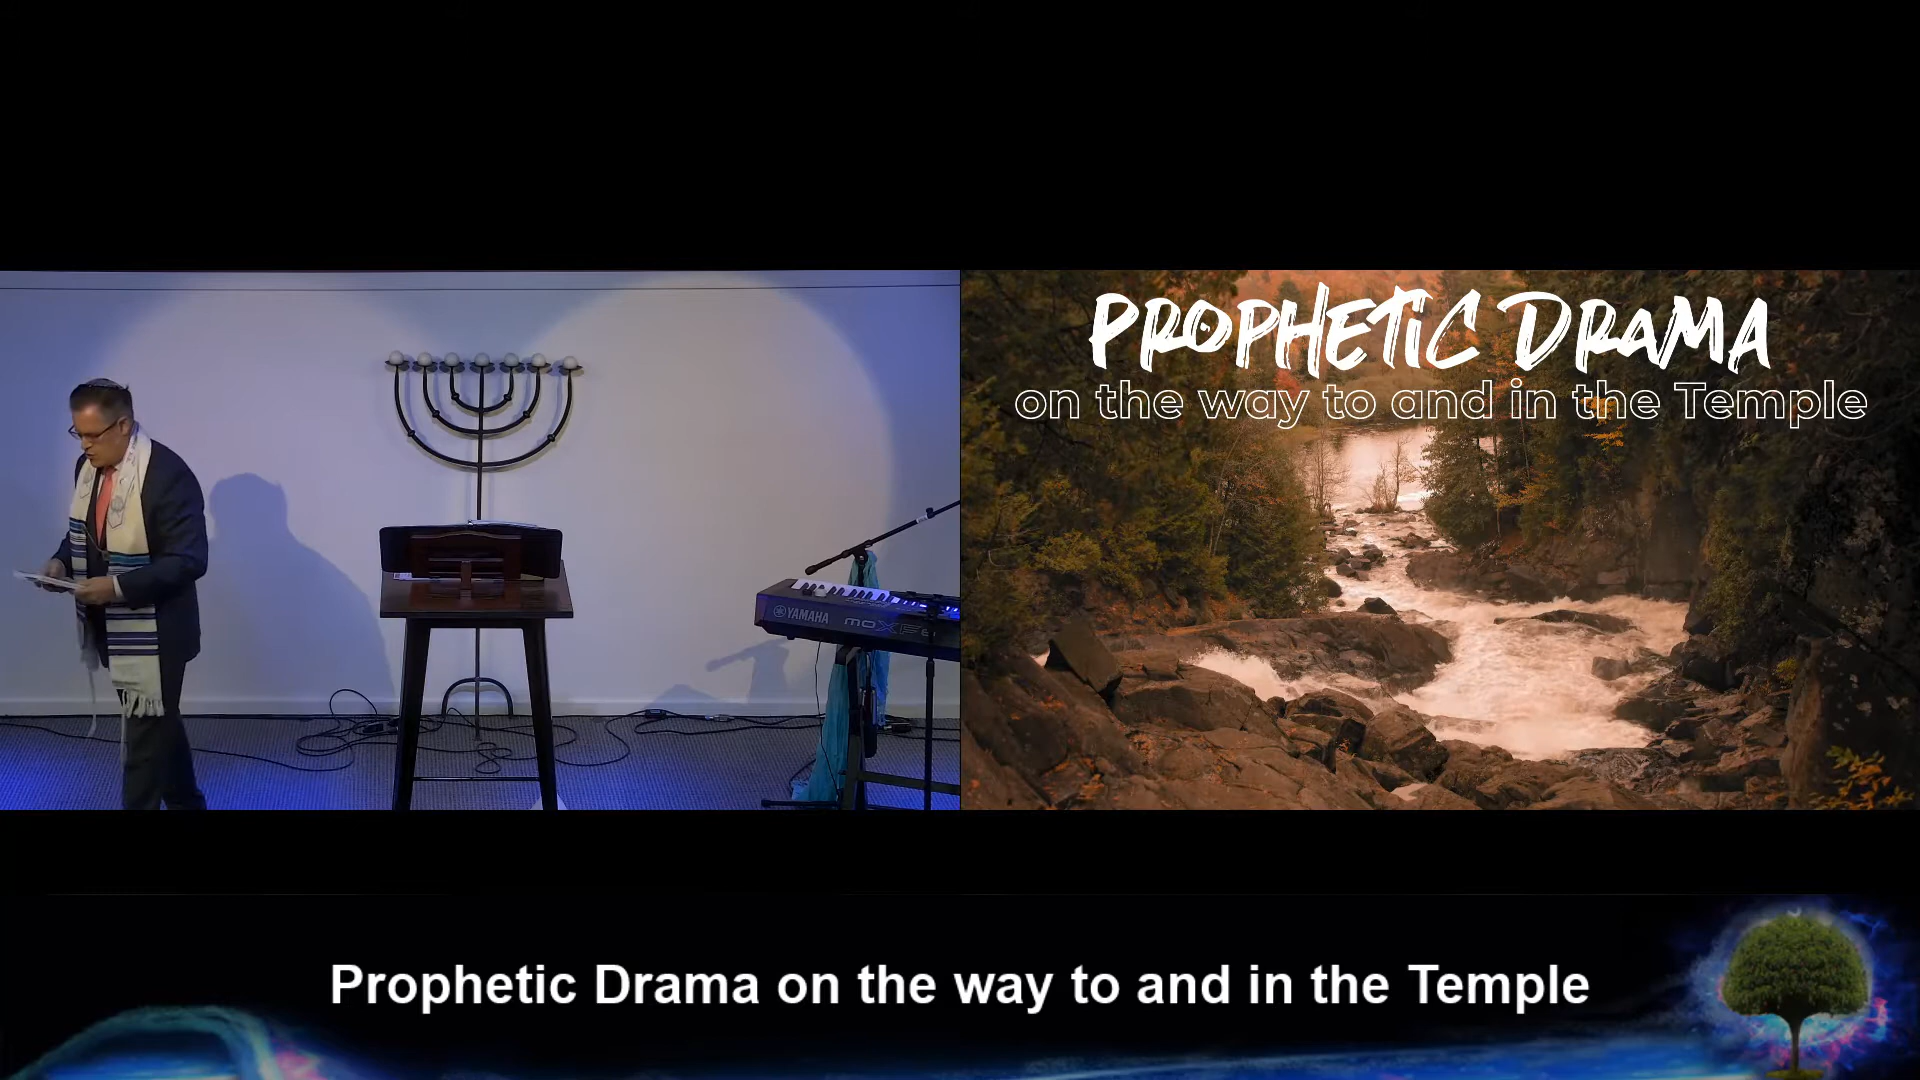 PROPHETiC DRAMA
on the way to and in the Temple
YAMAHA
MOXF8
Prophetic Drama on the way to and in the Temple